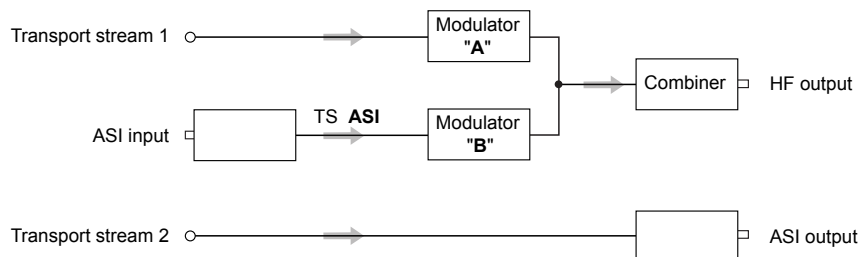 Transport stream 1
Modulator
"A"
Combiner
HF output
ASI input
TS ASI
Modulator
"B"
Transport stream 2
ASI output